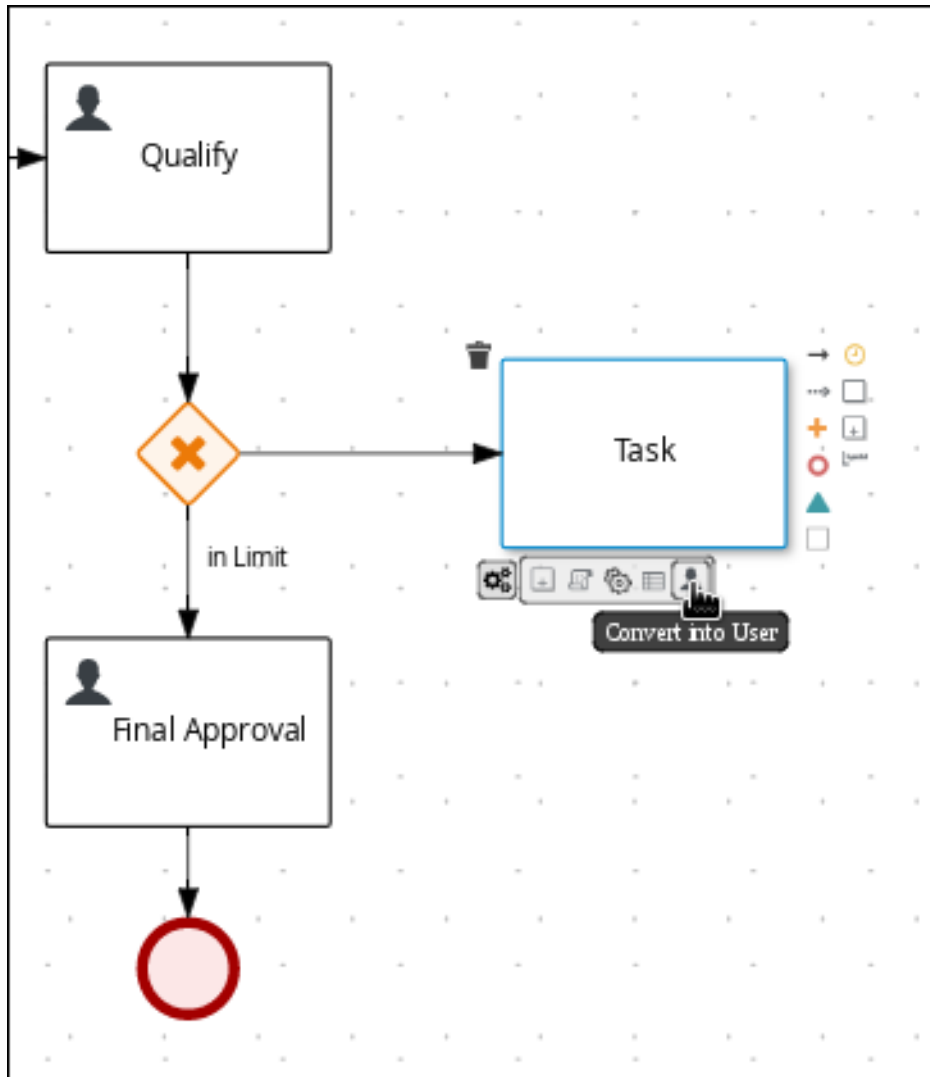 Qualify
Task
in Limit
Convert into User
Final Approval